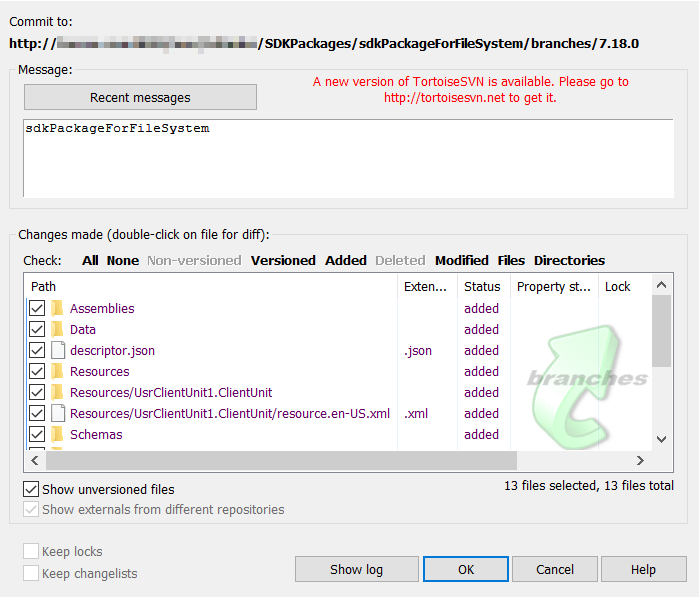 Commit to:
http:// /SDKPackages/sdkPackageForFileSystem/branches/7.18.0
Message:
Recent messages
A new version of TortoiseSVN is available. Please go to
http://tortoisesvn.net to get it.
sdkPackageForFileSystem
Changes made (double-click on file for diff):
Check: All None Non-versioned Versioned Added Deleted Modified Files Directories
Path Exten... Status Property st... Lock
Assemblies added
Data added
descriptor.json .json added
Resources added
branches
Resources/UsrClientUnit1.ClientUnit added
Resources/UsrClientUnit1.ClientUnit/resource.en-US.xml .xml added
Schemas added
Show unversioned files
13 files selected, 13 files total
Show externals from different repositories
Keep locks
Keep changelists
Show log OK Cancel Help